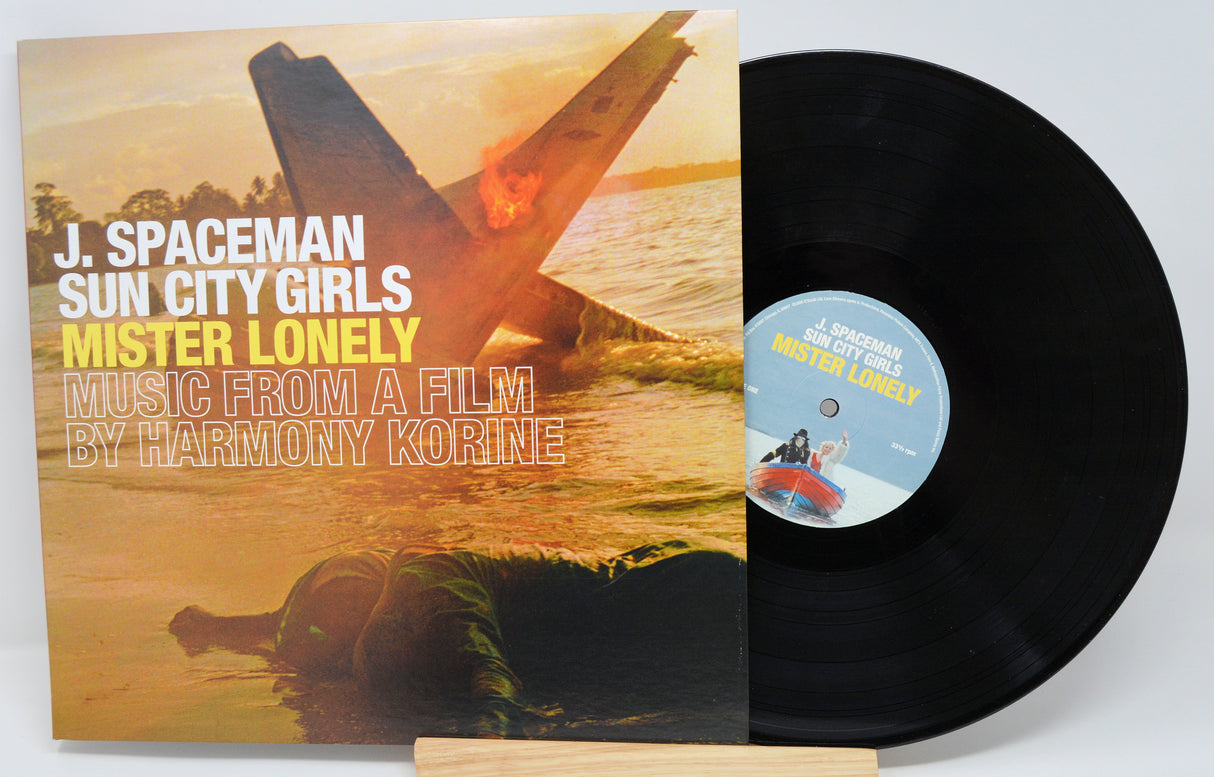 J. SPACEMAN
SUN CITY GIRLS
MISTER LONELY
MUSIC FROM A FILM
BY HARMONY KORINE
J. SPACEMAN
SUN CITY GIRLS
MISTER LONELY
E ONE
33⅓ rpm